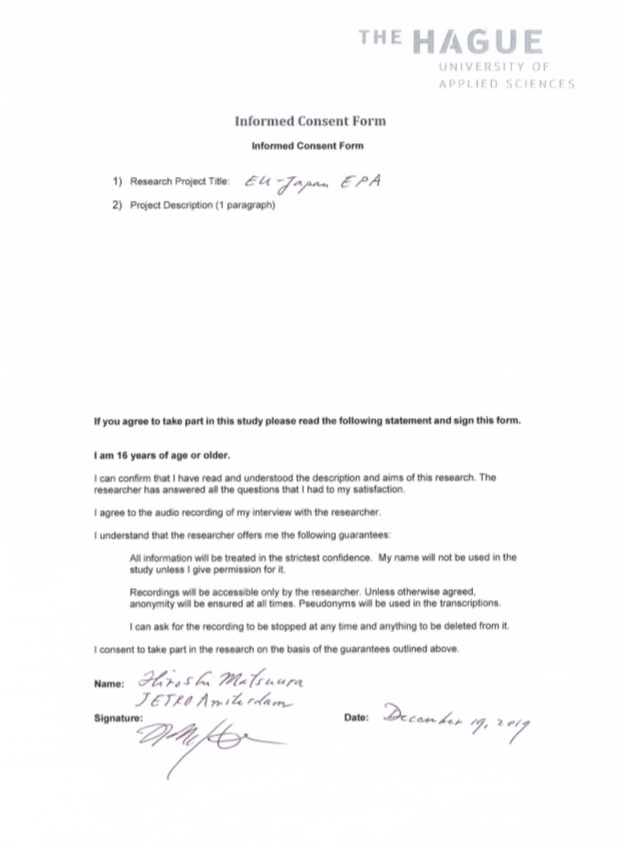 THE HAGUE
UNIVERSITY OF
APPLIED SCIENCES
Informed Consent Form
Informed Consent Form
1) Research Project Title: EU-Japan EPA
2) Project Description (1 paragraph)
If you agree to take part in this study please read the following statement and sign this form.
I am 16 years of age or older.
I can confirm that I have read and understood the description and aims of this research. The
researcher has answered all the questions that I had to my satisfaction.
I agree to the audio recording of my interview with the researcher.
I understand that the researcher offers me the following guarantees:
All information will be treated in the strictest confidence. My name will not be used in the
study unless I give permission for it.
Recordings will be accessible only by the researcher. Unless otherwise agreed,
anonymity will be ensured at all times. Pseudonyms will be used in the transcriptions.
I can ask for the recording to be stopped at any time and anything to be deleted from it.
I consent to take part in the research on the basis of the guarantees outlined above.
Name: Hiroshi Matsuura
JETRO Amsterdam
Signature:
Date: December 19, 2019